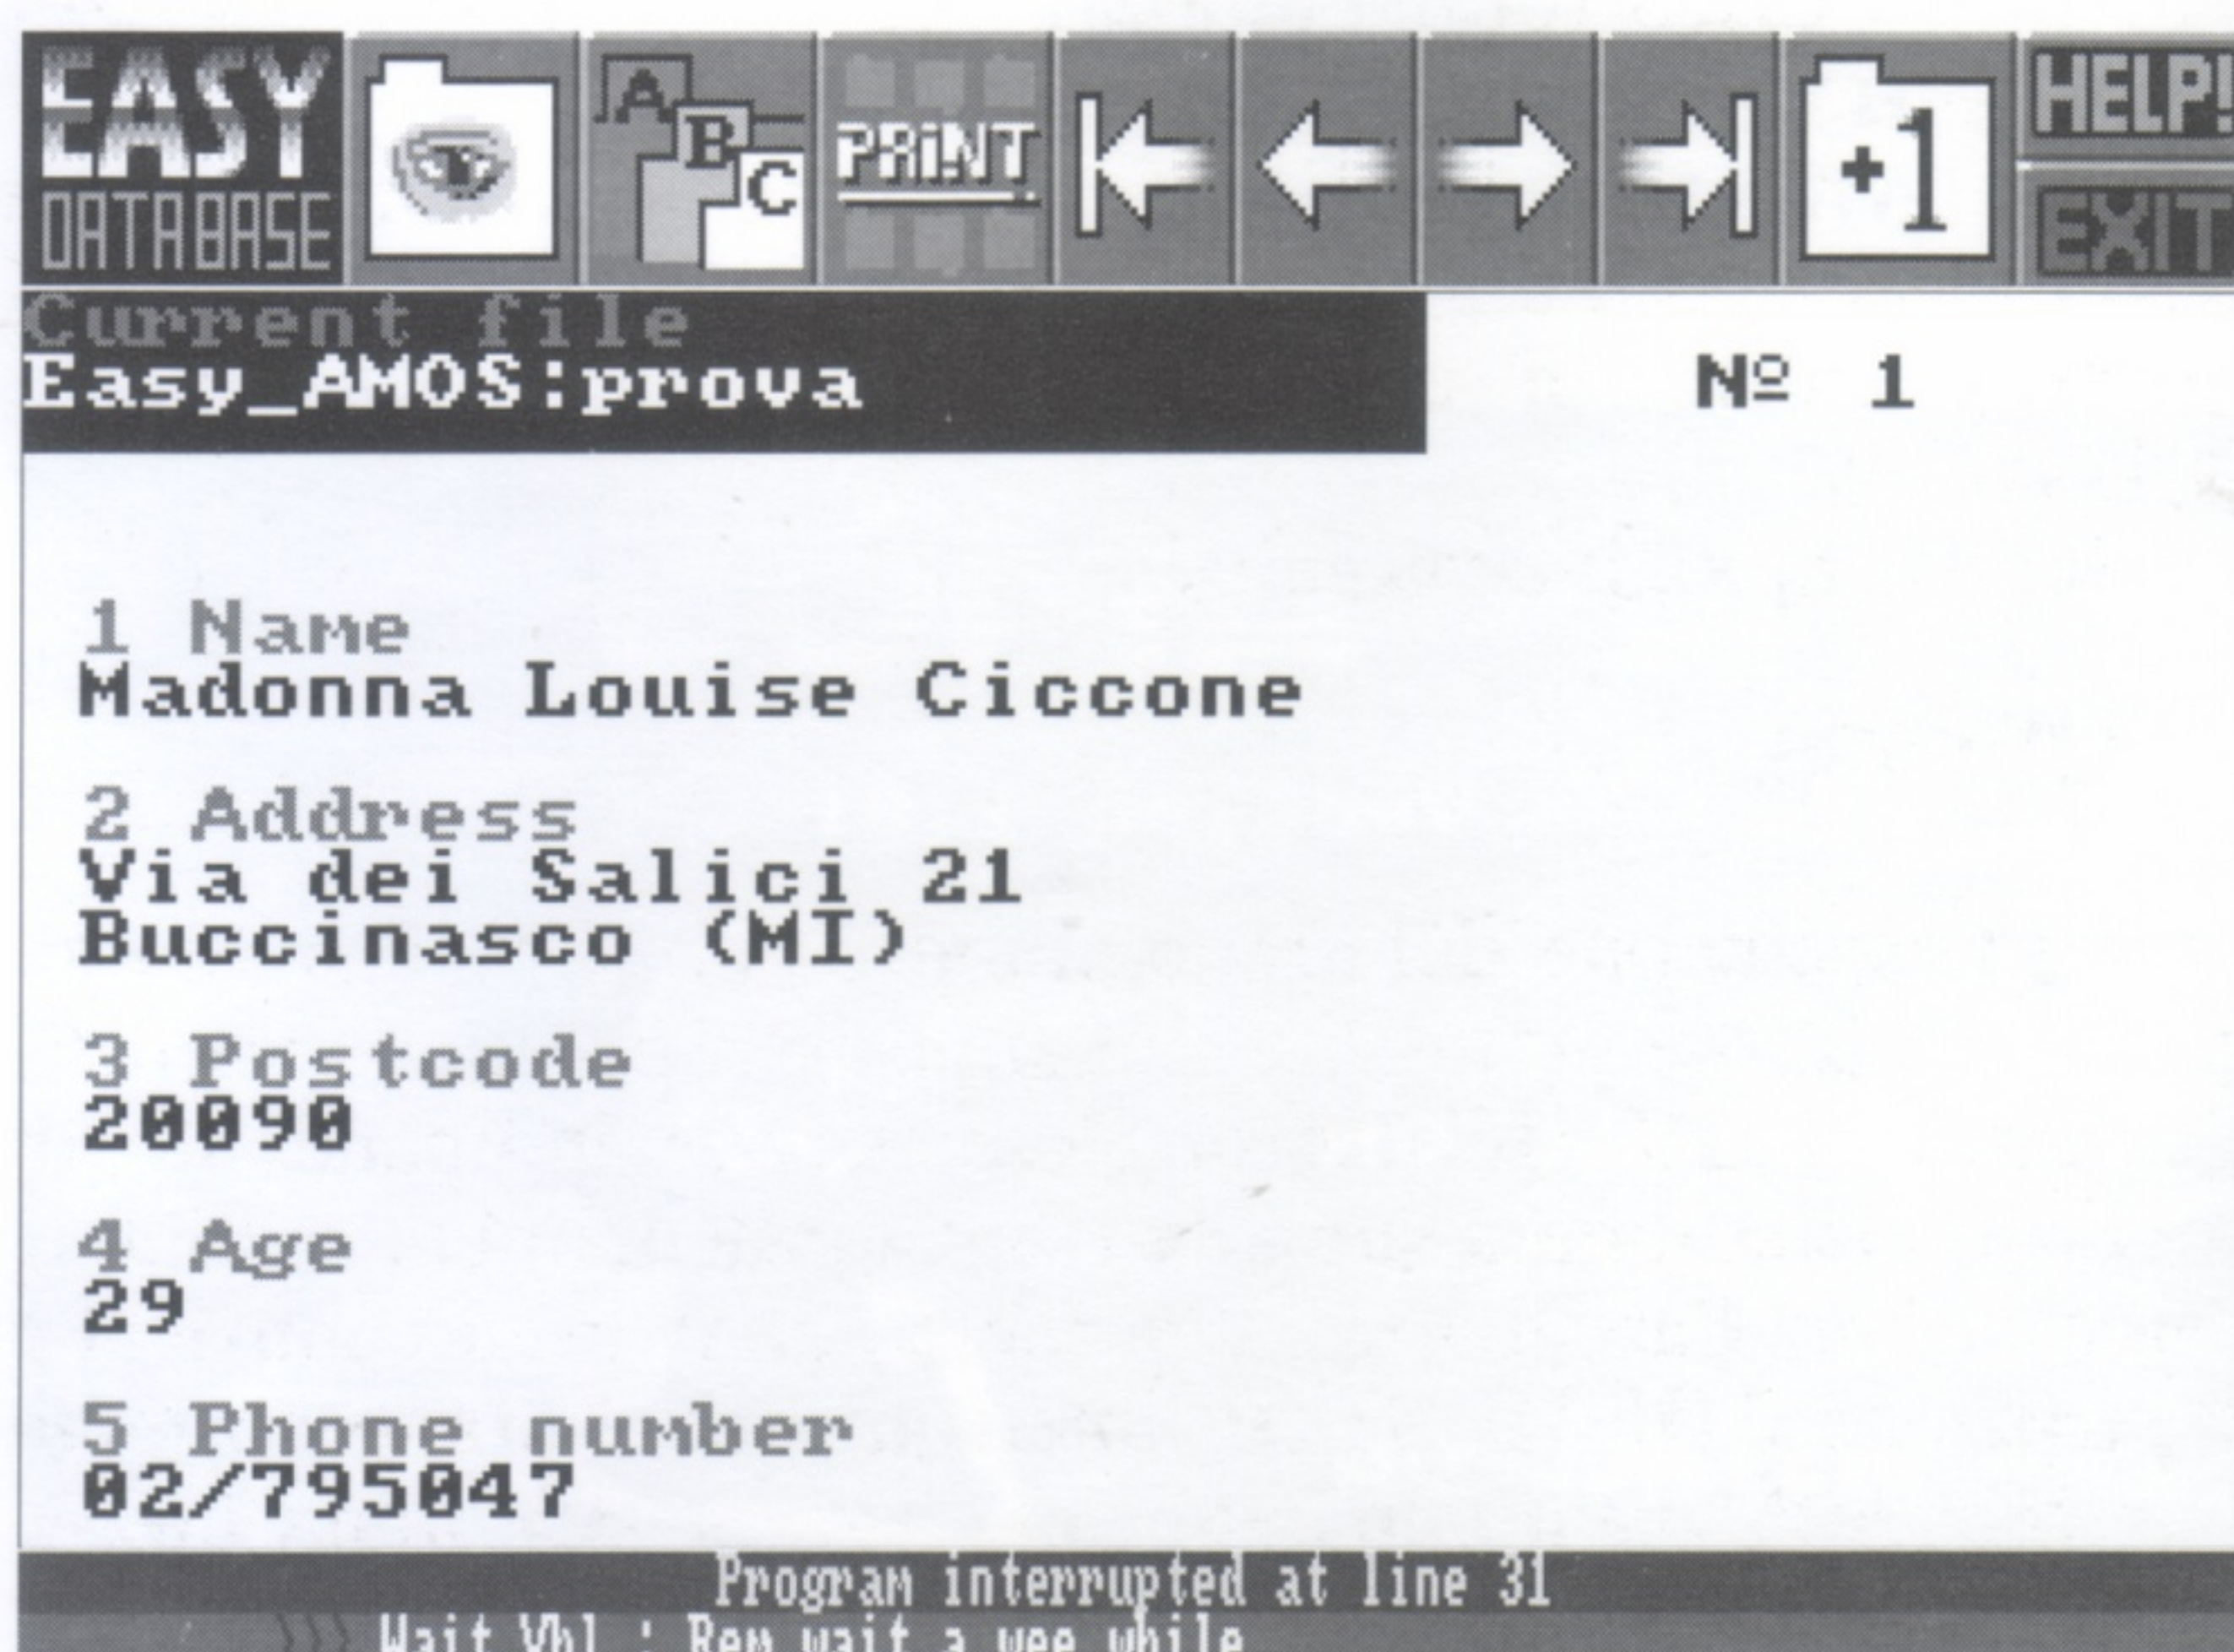 EASY
DATABASE
A
B
C
PRiNT
+1
HELP!
EXIT
Current file
Easy_AMOS:prova
Nº 1
1 Name
Madonna Louise Ciccone
2 Address
Via dei Salici 21
Buccinasco (MI)
3 Postcode
20090
4 Age
29
5 Phone number
02/795047
Program interrupted at line 31
>>> Wait Vbl : Rem wait a wee while